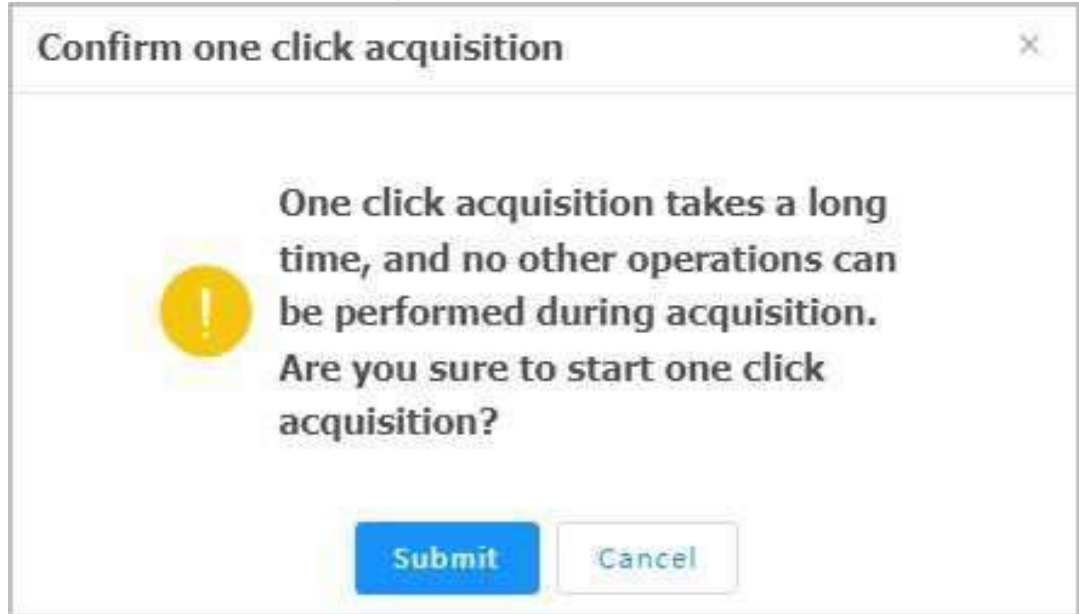 Confirm one click acquisition
One click acquisition takes a long
time, and no other operations can
be performed during acquisition.
Are you sure to start one click
acquisition?
Submit
Cancel